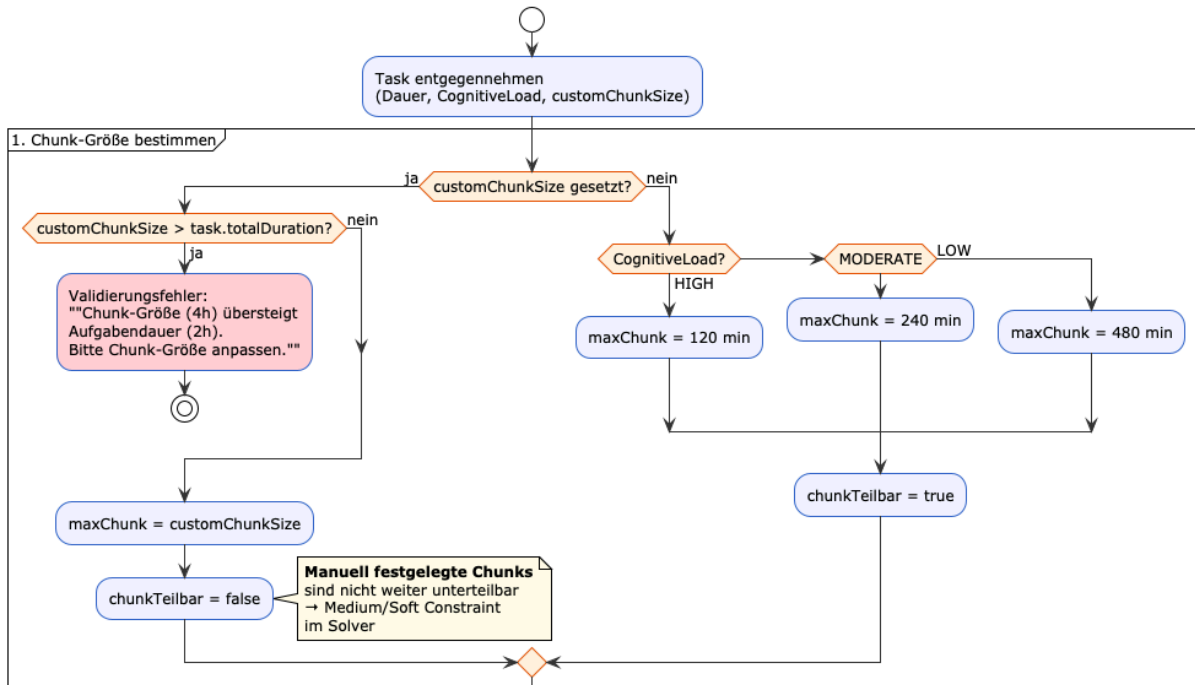 Task entgegennehmen
(Dauer, CognitiveLoad, customChunkSize)
1. Chunk-Größe bestimmen
customChunkSize gesetzt?
ja
nein
customChunkSize > task.totalDuration?
nein
ja
Validierungsfehler:
""Chunk-Größe (4h) übersteigt
Aufgabendauer (2h).
Bitte Chunk-Größe anpassen.""
maxChunk = customChunkSize
chunkTeilbar = false
Manuell festgelegte Chunks
sind nicht weiter unterteilbar
→ Medium/Soft Constraint
im Solver
CognitiveLoad?
HIGH
MODERATE
LOW
maxChunk = 120 min
maxChunk = 240 min
maxChunk = 480 min
chunkTeilbar = true